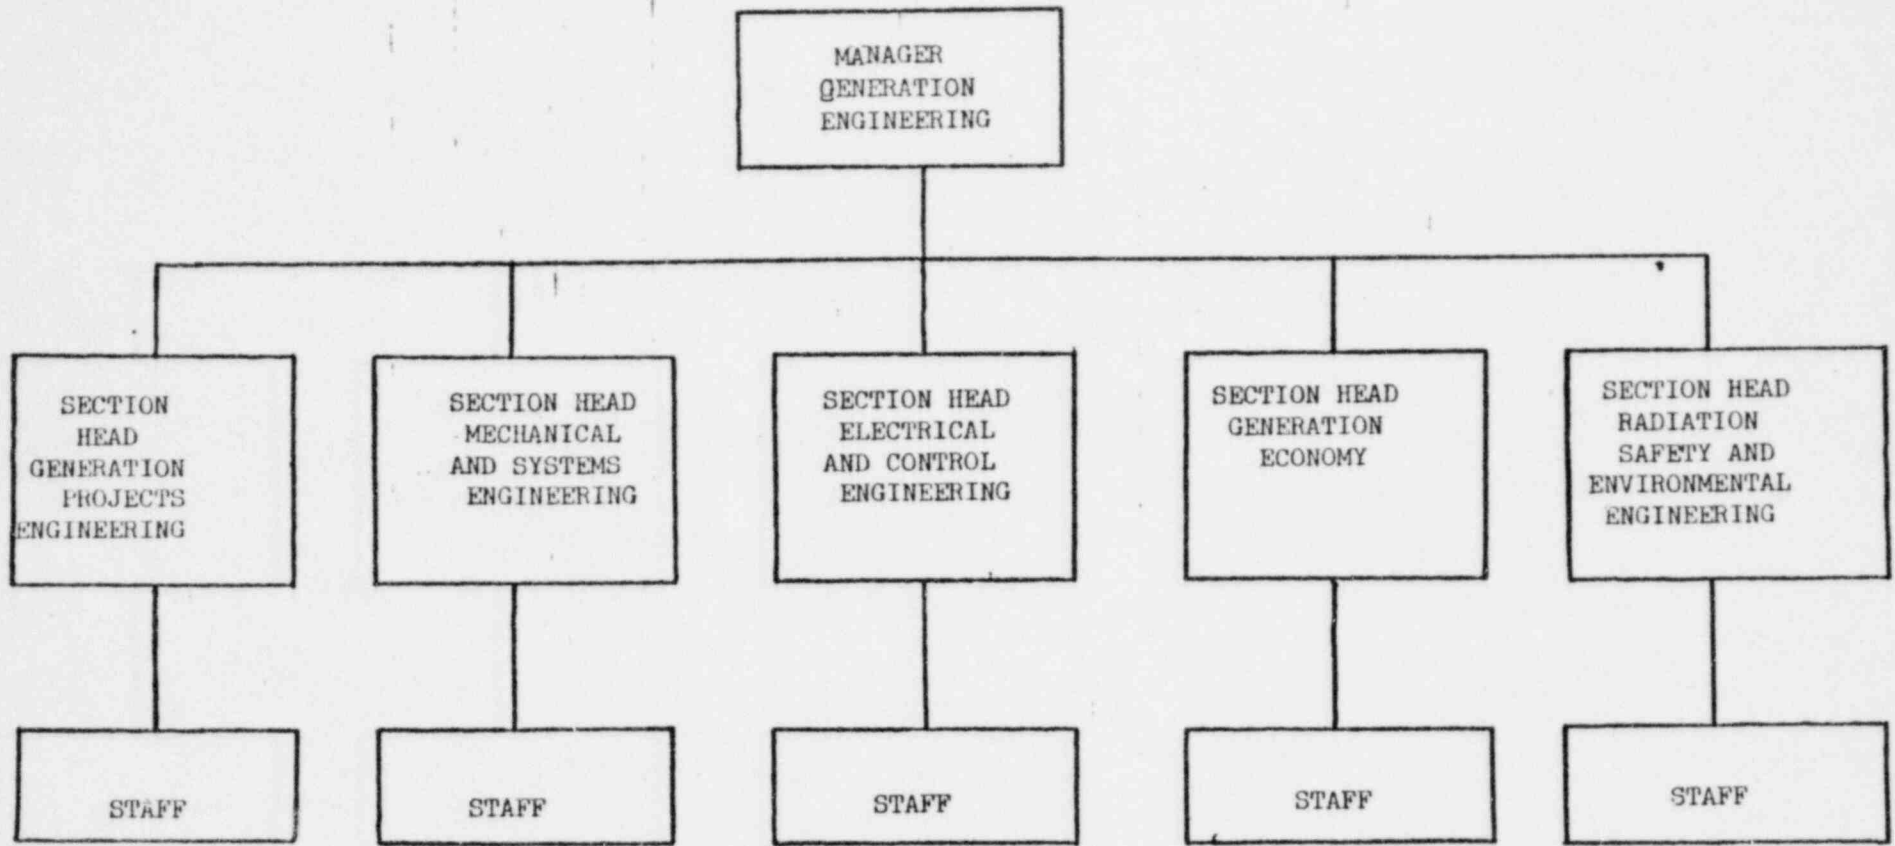 MANAGER
GENERATION
ENGINEERING
SECTION
HEAD
GENERATION
PROJECTS
ENGINEERING
SECTION HEAD
MECHANICAL
AND SYSTEMS
ENGINEERING
SECTION HEAD
ELECTRICAL
AND CONTROL
ENGINEERING
SECTION HEAD
GENERATION
ECONOMY
SECTION HEAD
RADIATION
SAFETY AND
ENVIRONMENTAL
ENGINEERING
STAFF
STAFF
STAFF
STAFF
STAFF